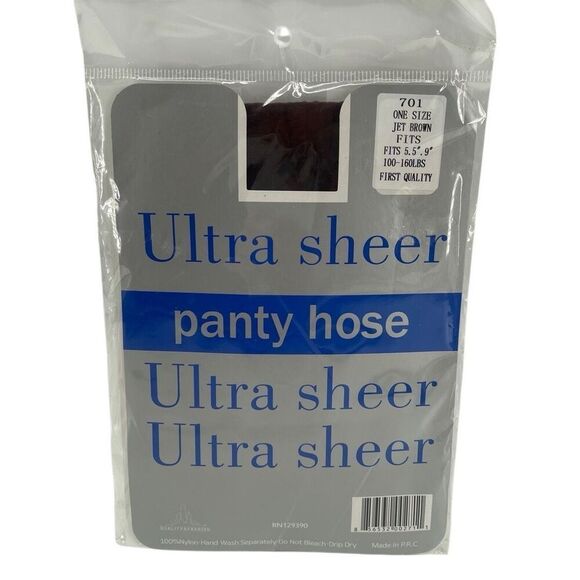 701
ONE SIZE
JET BROWN
FITS
FITS 5.5".9"
100-160LBS
FIRST QUALITY
Ultra sheer
panty hose
Ultra sheer
Ultra sheer
RN129390
100%Nylon-Hand Wash Separately-Do Not Bleach-Drip Dry
Made In P.R.C